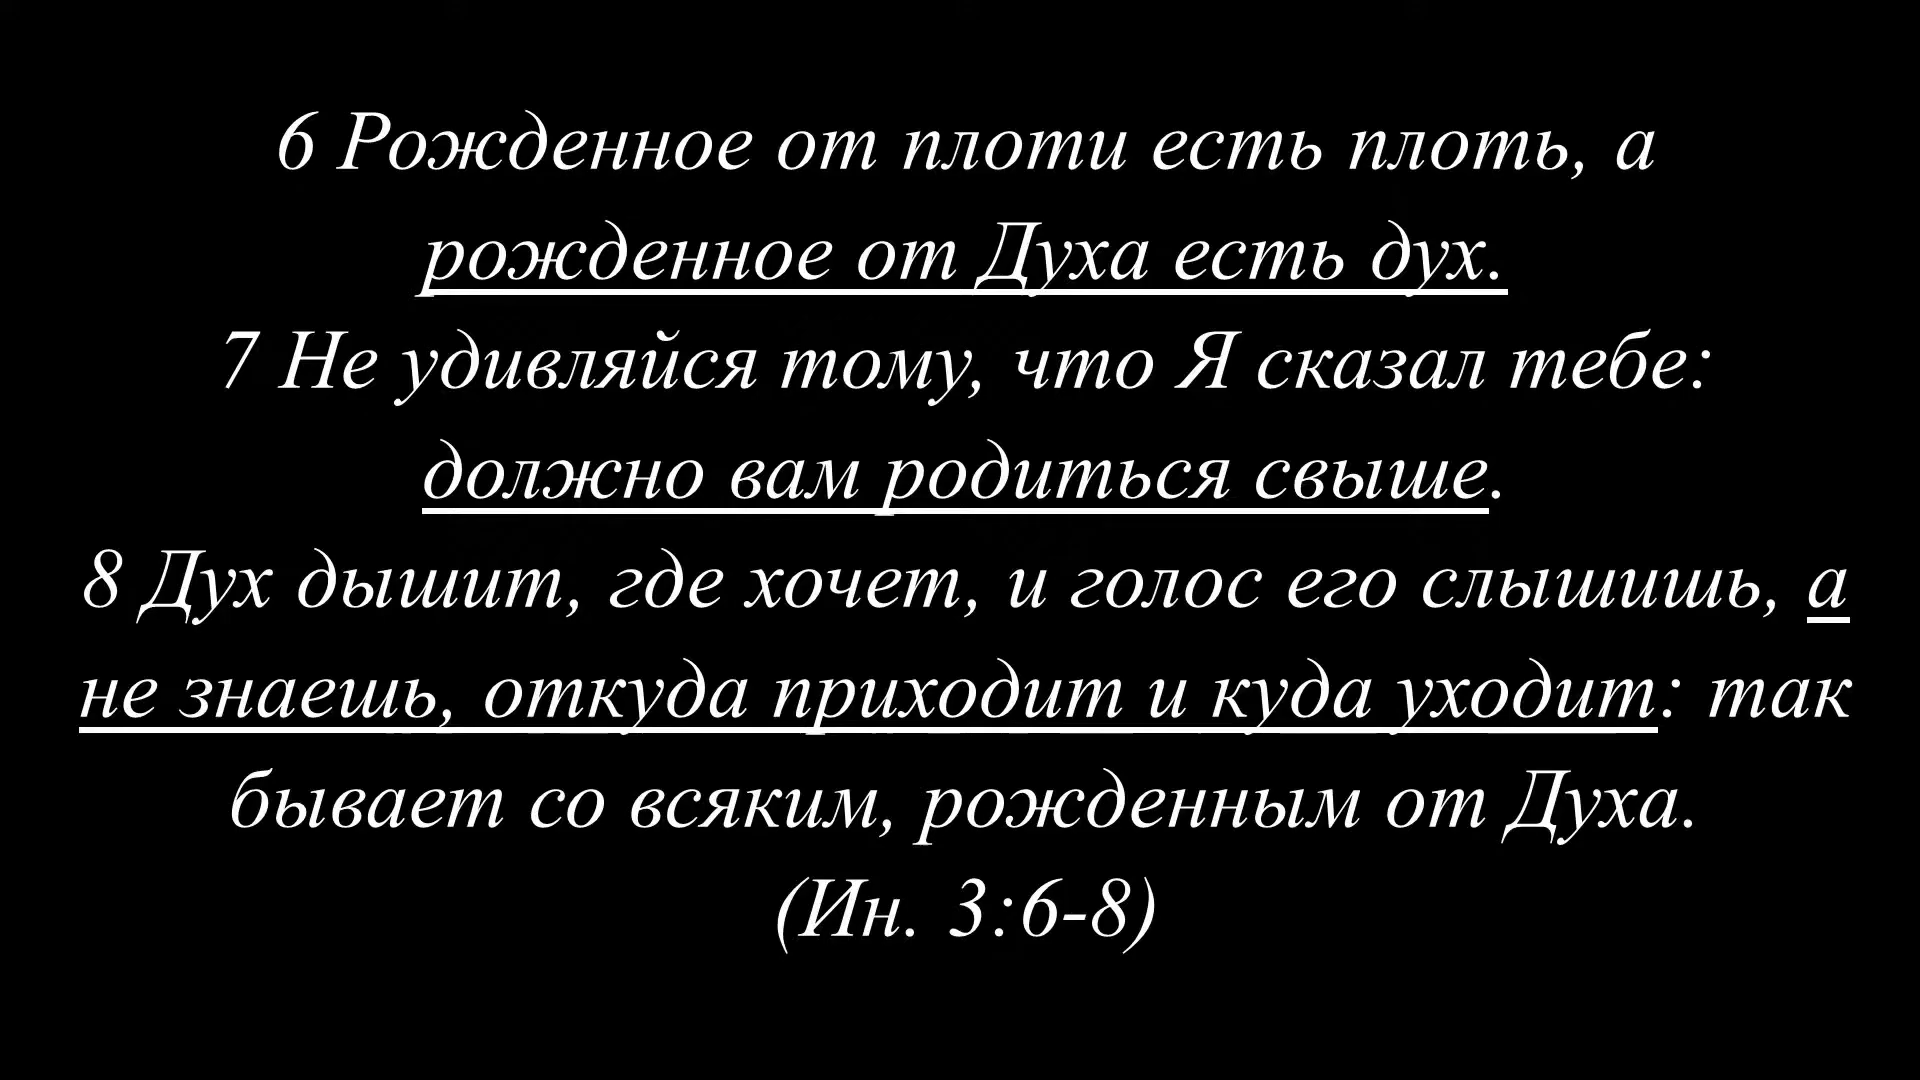 6 Рожденное от плоти есть плоть, а
рожденное от Духа есть дух.
7 Не удивляйся тому, что Я сказал тебе:
должно вам родиться свыше.
8 Дух дышит, где хочет, и голос его слышишь, а
не знаешь, откуда приходит и куда уходит: так
бывает со всяким, рожденным от Духа.
(Ин. 3:6-8)